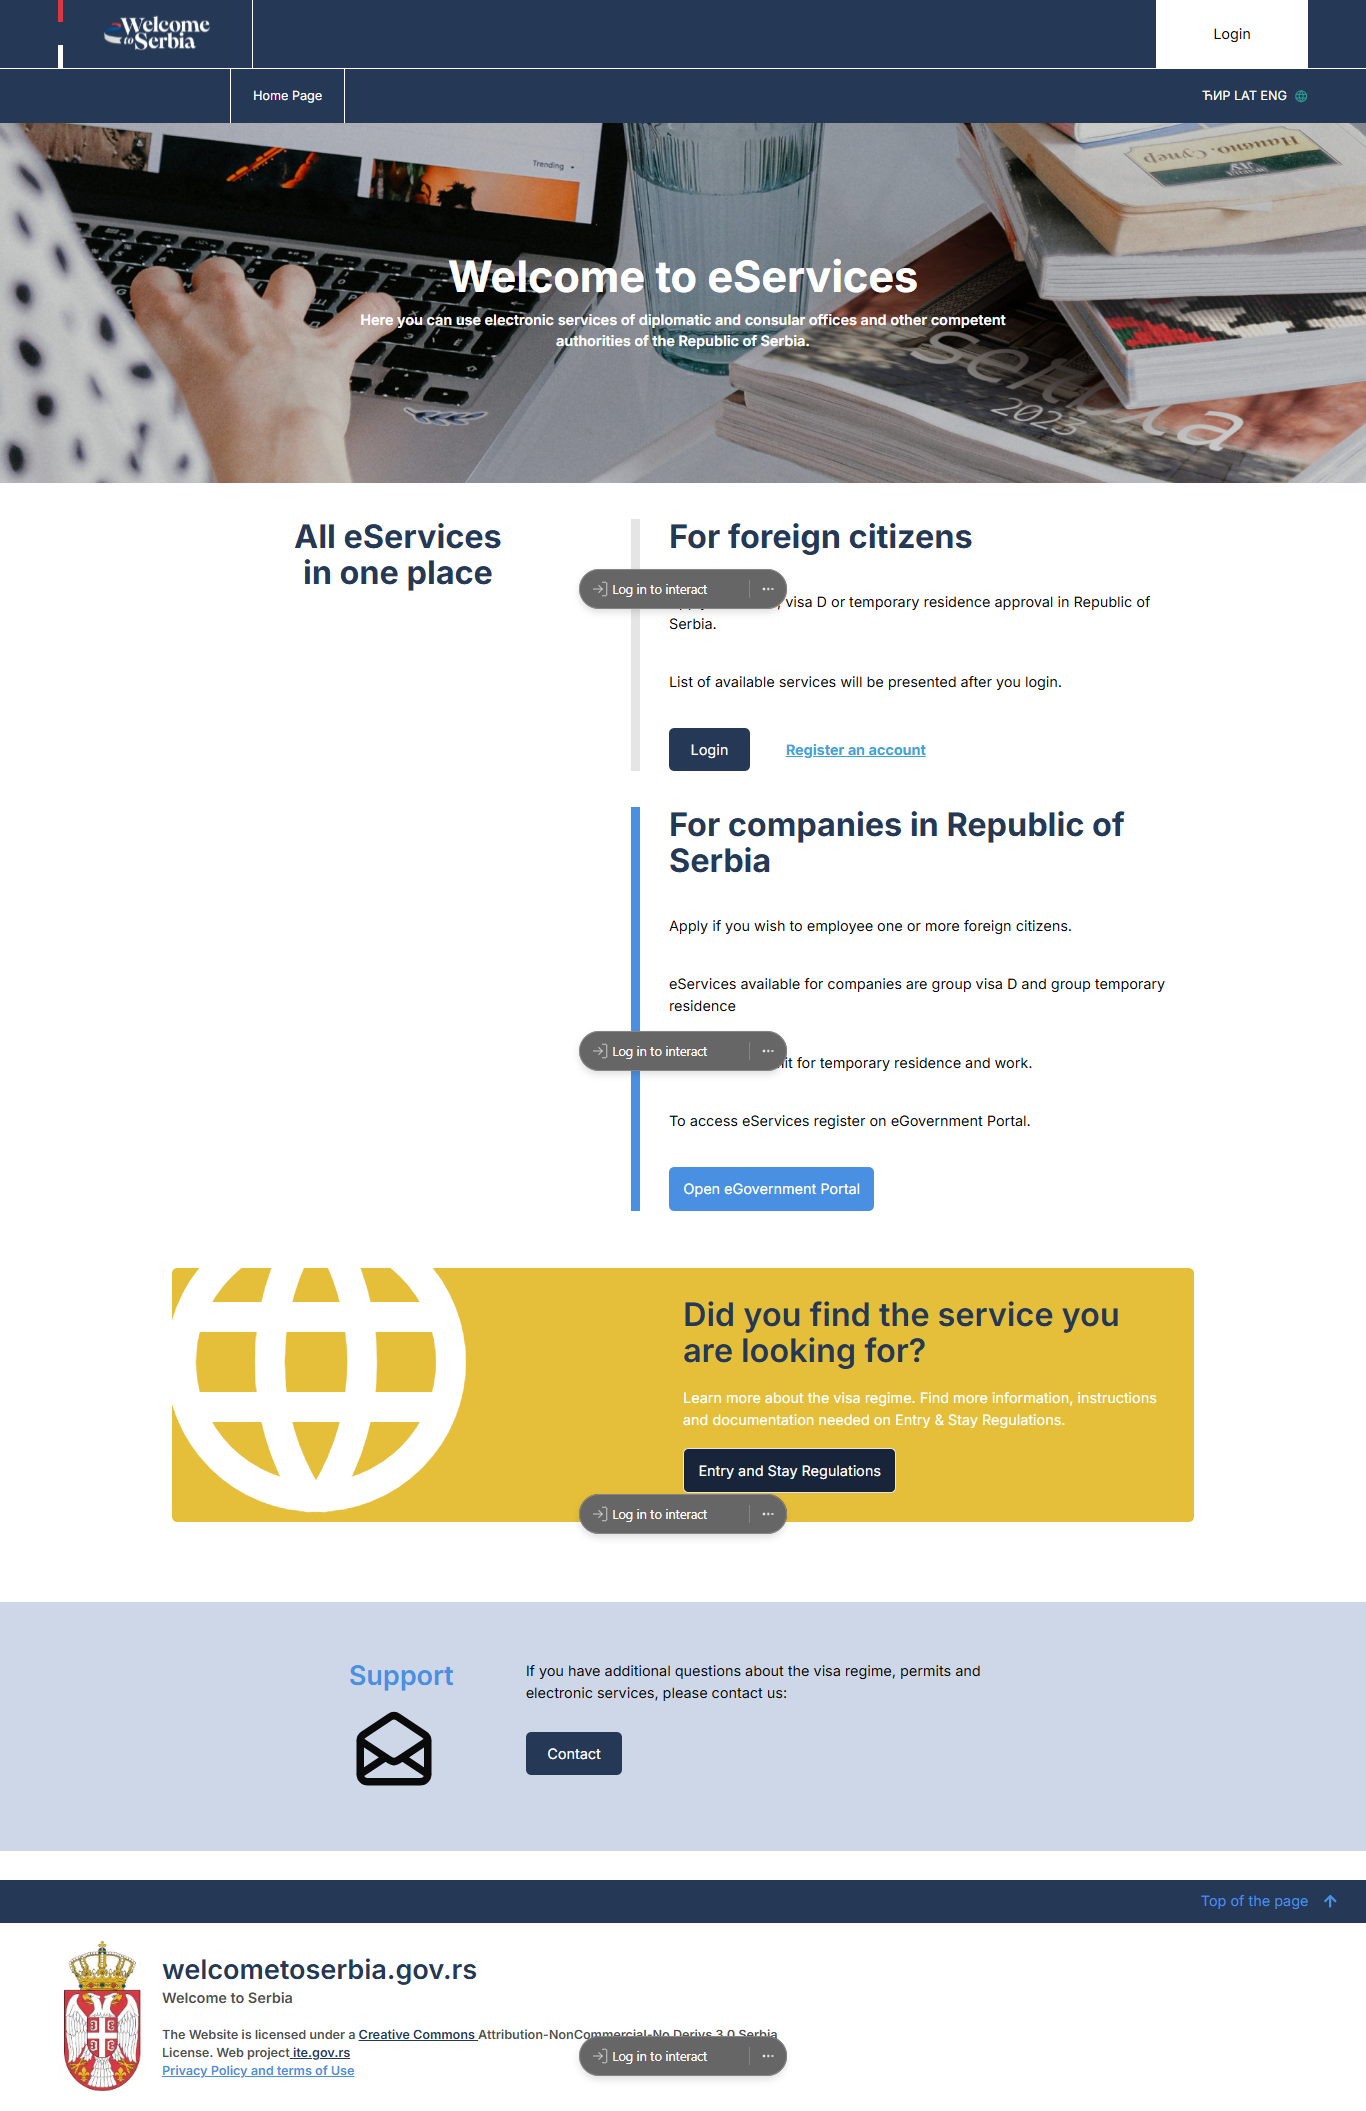 Welcome
to Serbia
Login
Home Page
ЋИР LAT ENG
Trending
Начино. Супер
Welcome to eServices
Here you can use electronic services of diplomatic and consular offices and other competent
authorities of the Republic of Serbia.
2023
All eServices
in one place
For foreign citizens
Log in to interact
visa D or temporary residence approval in Republic of
Serbia.
List of available services will be presented after you login.
Login
Register an account
For companies in Republic of
Serbia
Apply if you wish to employee one or more foreign citizens.
eServices available for companies are group visa D and group temporary
residence
Log in to interact
for temporary residence and work.
To access eServices register on eGovernment Portal.
Open eGovernment Portal
Did you find the service you
are looking for?
Learn more about the visa regime. Find more information, instructions
and documentation needed on Entry & Stay Regulations.
Entry and Stay Regulations
Log in to interact
Support
If you have additional questions about the visa regime, permits and
electronic services, please contact us:
Contact
Top of the page
welcometoserbia.gov.rs
Welcome to Serbia
The Website is licensed under a Creative Commons Attribution-NonCommercial-No Derivs 3.0 Serbia
License. Web project ite.gov.rs
Log in to interact
Privacy Policy and terms of Use